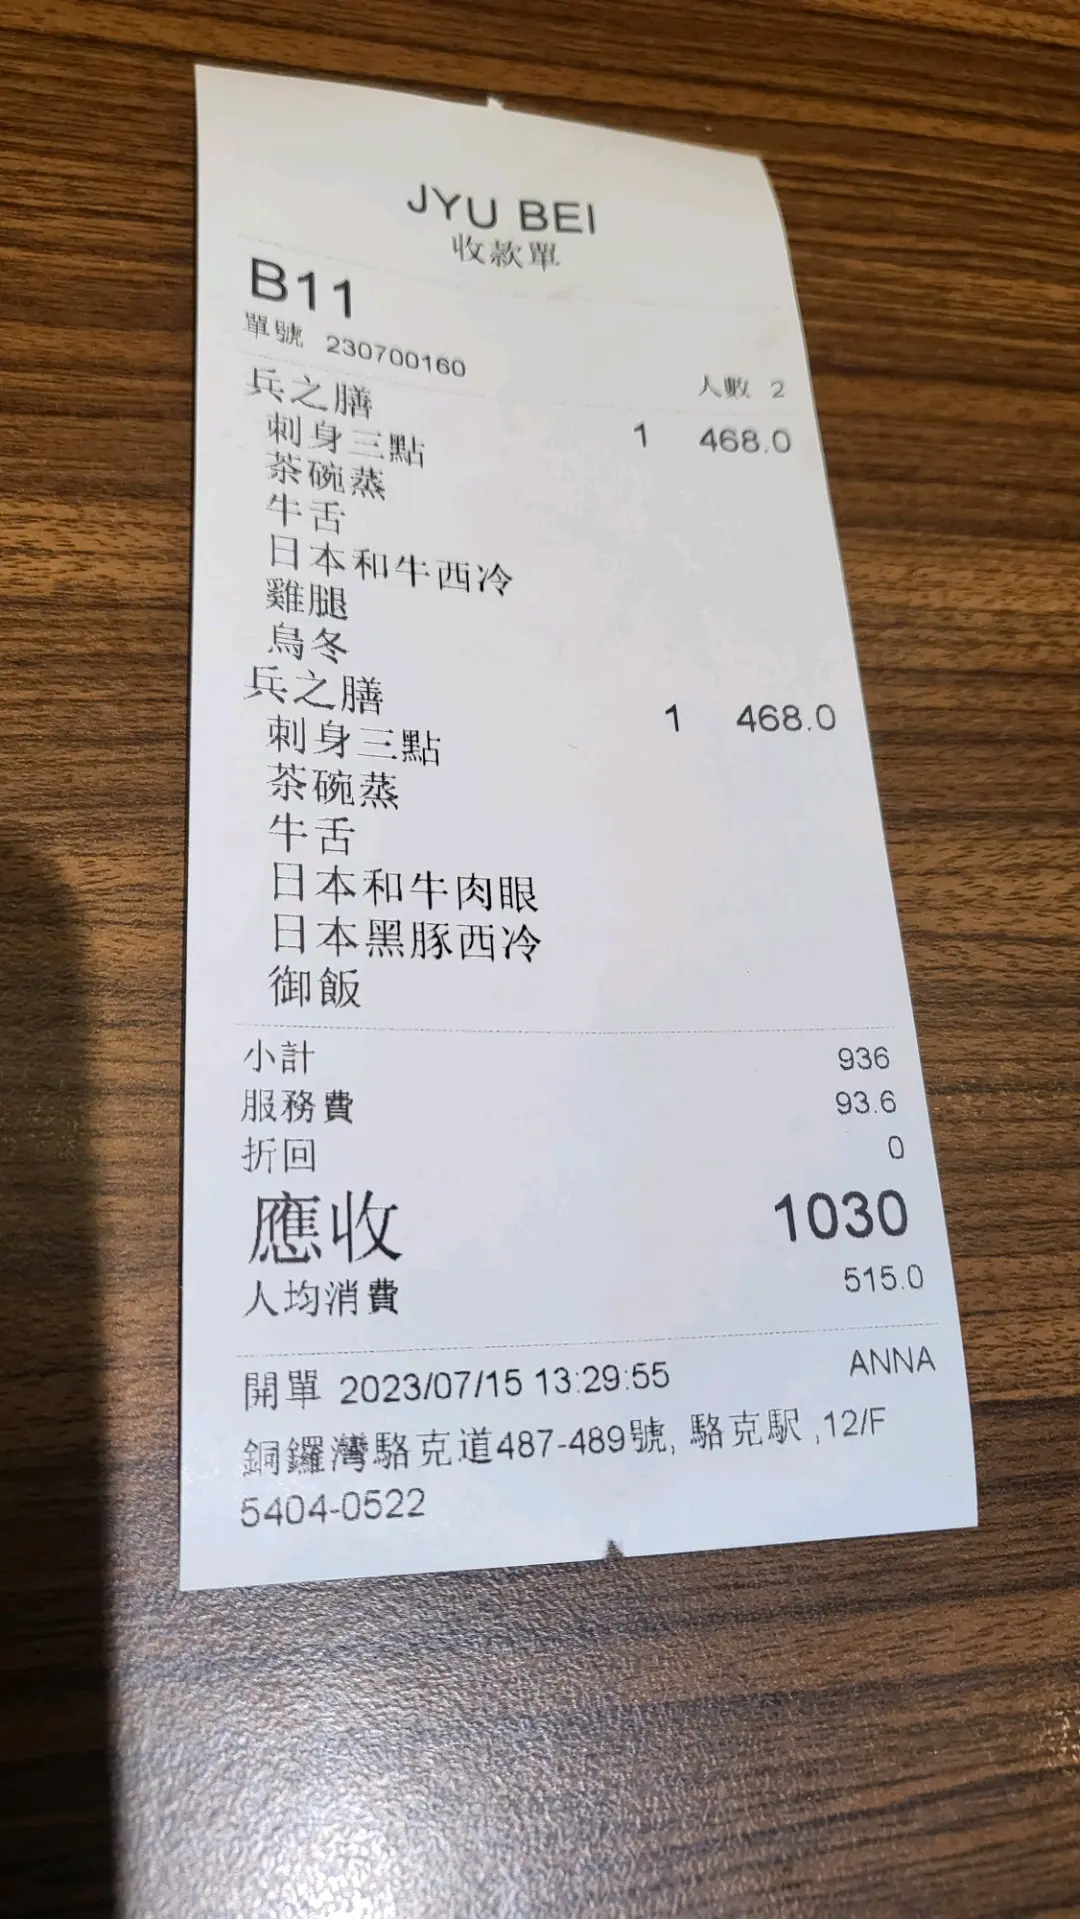 JYU BEI
收款單
B11
單號 230700160 人數 2
兵之膳 1 468.0
刺身三點
茶碗蒸
牛舌
日本和牛西冷
雞腿
烏冬
兵之膳 1 468.0
刺身三點
茶碗蒸
牛舌
日本和牛肉眼
日本黑豚西冷
御飯
小計 936
服務費 93.6
折回 0
應收 1030
人均消費 515.0
開單 2023/07/15 13:29:55 ANNA
銅鑼灣駱克道487-489號, 駱克駅 ,12/F
5404-0522